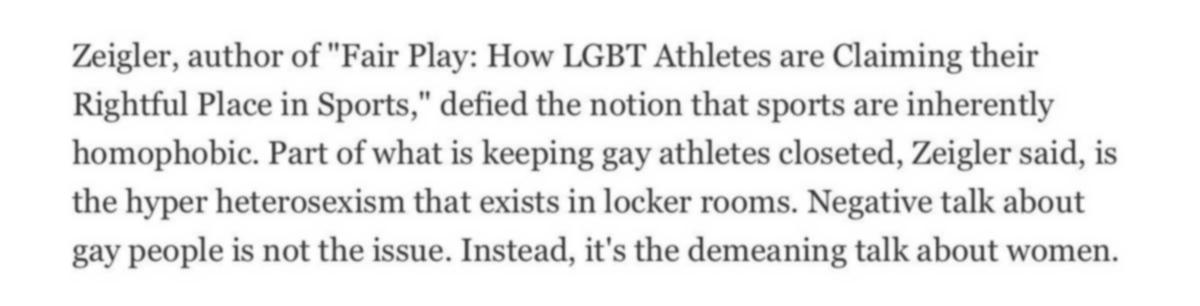 Zeigler, author of "Fair Play: How LGBT Athletes are Claiming their
Rightful Place in Sports," defied the notion that sports are inherently
homophobic. Part of what is keeping gay athletes closeted, Zeigler said, is
the hyper heterosexism that exists in locker rooms. Negative talk about
gay people is not the issue. Instead, it's the demeaning talk about women.